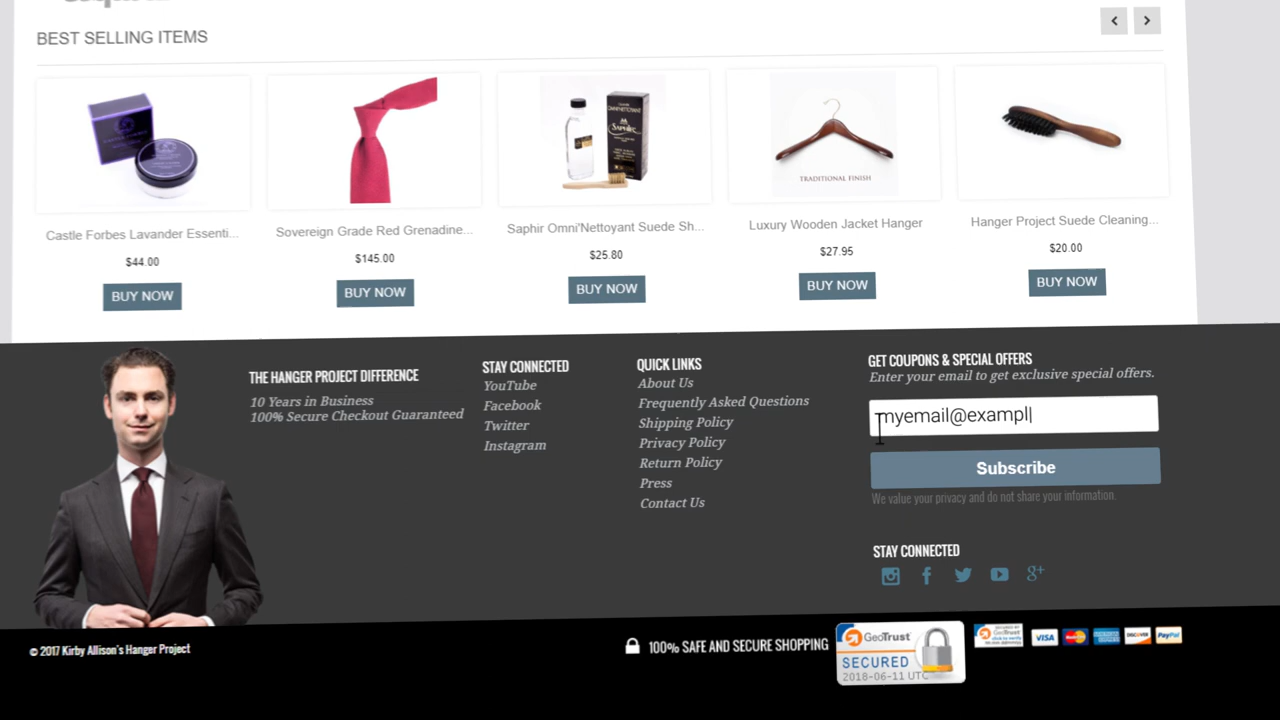 BEST SELLING ITEMS
Castle Forbes Lavander Essenti...
$44.00
BUY NOW
Sovereign Grade Red Grenadine...
$145.00
BUY NOW
Saphir Omni'Nettoyant Suede Sh...
$25.80
BUY NOW
TRADITIONAL FINISH
Luxury Wooden Jacket Hanger
$27.95
BUY NOW
Hanger Project Suede Cleaning...
$20.00
BUY NOW
THE HANGER PROJECT DIFFERENCE
10 Years in Business
100% Secure Checkout Guaranteed
STAY CONNECTED
YouTube
Facebook
Twitter
Instagram
QUICK LINKS
About Us
Frequently Asked Questions
Shipping Policy
Privacy Policy
Return Policy
Press
Contact Us
GET COUPONS & SPECIAL OFFERS
Enter your email to get exclusive special offers.
myemail@exampl
Subscribe
We value your privacy and do not share your information.
STAY CONNECTED
g+
© 2017 Kirby Allison's Hanger Project
100% SAFE AND SECURE SHOPPING
GeoTrust
SECURED
2018-06-11 UTC
GeoTrust
VISA
MasterCard
DISCOVER
PayPal